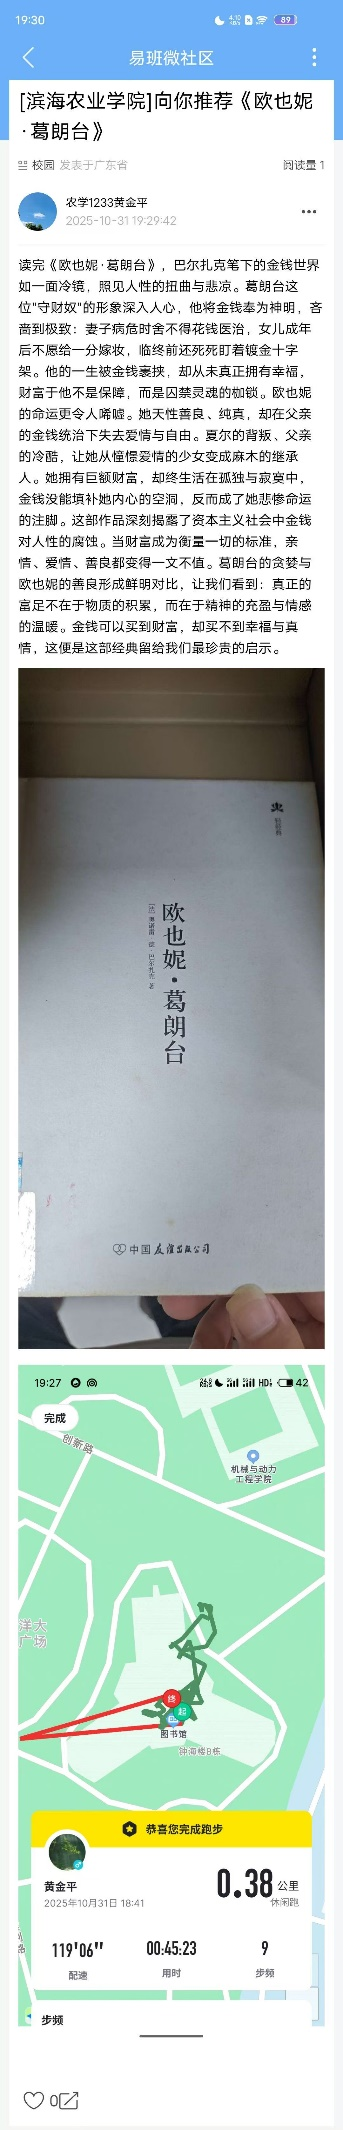 19:30
4.10 KB/s
89
易班微社区
[滨海农业学院]向你推荐《欧也妮
·葛朗台》
校园 发表于广东省
阅读量 1
农学1233黄金平
2025-10-31 19:29:42
读完《欧也妮·葛朗台》，巴尔扎克笔下的金钱世界
如一面冷镜，照见人性的扭曲与悲凉。葛朗台这
位"守财奴"的形象深入人心，他将金钱奉为神明，吝
啬到极致：妻子病危时舍不得花钱医治，女儿成年
后不愿给一分嫁妆，临终前还死死盯着镀金十字
架。他的一生被金钱裹挟，却从未真正拥有幸福，
财富于他不是保障，而是囚禁灵魂的枷锁。欧也妮
的命运更令人唏嘘。她天性善良、纯真，却在父亲
的金钱统治下失去爱情与自由。夏尔的背叛、父亲
的冷酷，让她从憧憬爱情的少女变成麻木的继承
人。她拥有巨额财富，却终生活在孤独与寂寞中，
金钱没能填补她内心的空洞，反而成了她悲惨命运
的注脚。这部作品深刻揭露了资本主义社会中金钱
对人性的腐蚀。当财富成为衡量一切的标准，亲
情、爱情、善良都变得一文不值。葛朗台的贪婪与
欧也妮的善良形成鲜明对比，让我们看到：真正的
富足不在于物质的积累，而在于精神的充盈与情感
的温暖。金钱可以买到财富，却买不到幸福与真
情，这便是这部经典留给我们最珍贵的启示。
欧也妮·葛朗台
[法] 奥诺雷·德·巴尔扎克 著
中国友谊出版公司
19:27
HD
42
完成
创新路
机械与动力
工程学院
洋大
广场
终
起
图书馆
钟海楼B栋
恭喜您完成跑步
黄金平
2025年10月31日 18:41
0.38 公里
休闲跑
119'06"
00:45:23
9
配速
用时
步频
步频
0